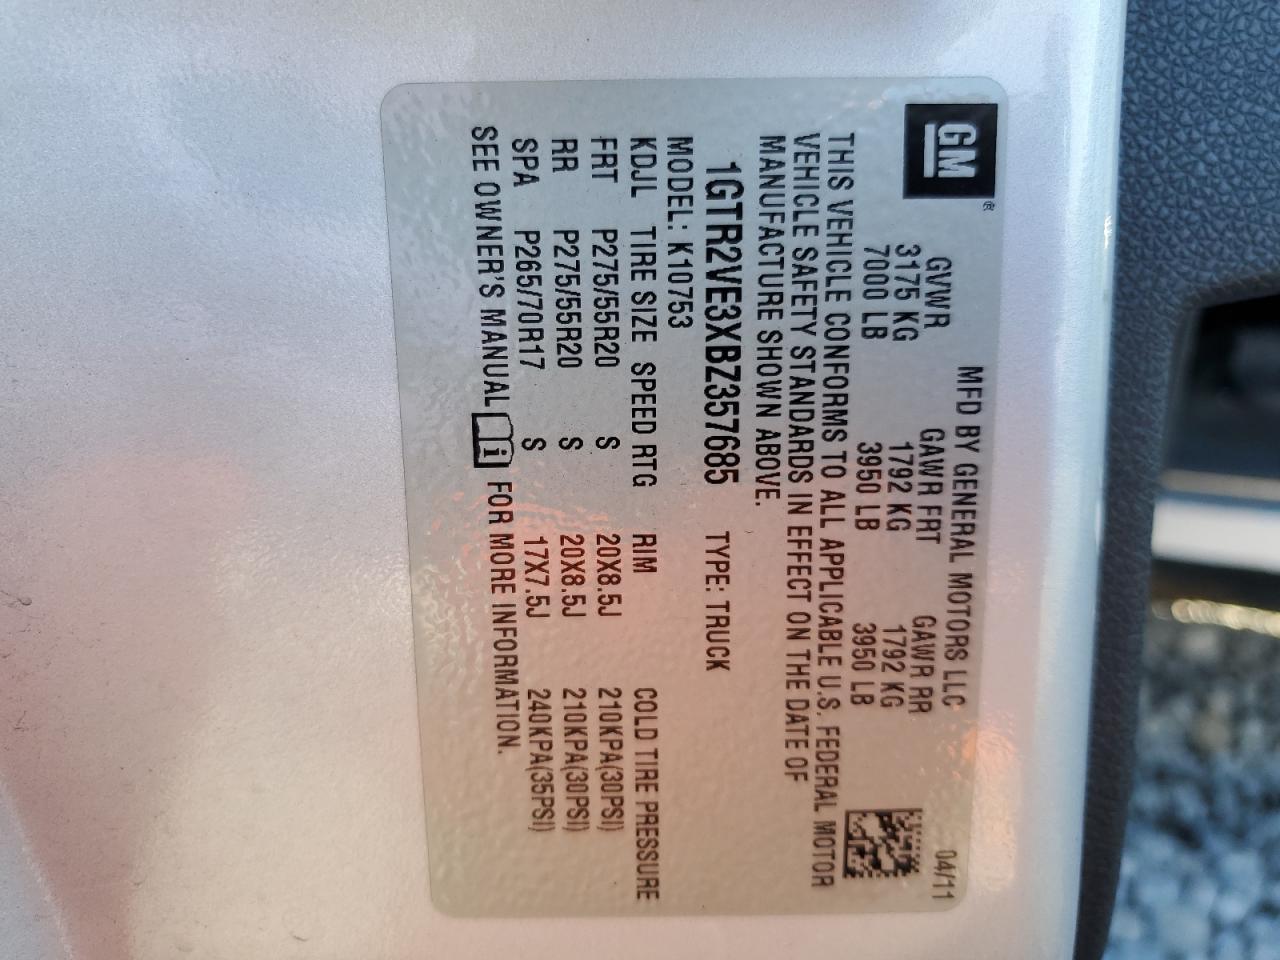 GM®
MFD BY GENERAL MOTORS LLC 04/11
GVWR GAWR FRT GAWR RR
3175 KG 1792 KG 1792 KG
7000 LB 3950 LB 3950 LB
THIS VEHICLE CONFORMS TO ALL APPLICABLE U.S. FEDERAL MOTOR
VEHICLE SAFETY STANDARDS IN EFFECT ON THE DATE OF
MANUFACTURE SHOWN ABOVE.
1GTR2VE3XBZ357685 TYPE: TRUCK
MODEL: K10753
KDJL TIRE SIZE SPEED RTG RIM COLD TIRE PRESSURE
FRT P275/55R20 S 20X8.5J 210KPA(30PSI)
RR P275/55R20 S 20X8.5J 210KPA(30PSI)
SPA P265/70R17 S 17X7.5J 240KPA(35PSI)
SEE OWNER'S MANUAL i FOR MORE INFORMATION.